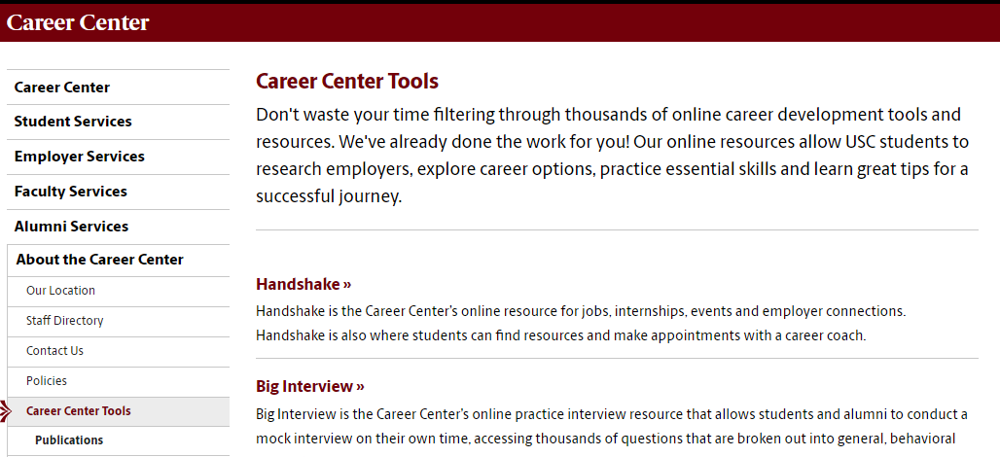 Career Center
Career Center
Student Services
Employer Services
Faculty Services
Alumni Services
About the Career Center
Our Location
Staff Directory
Contact Us
Policies
Career Center Tools
Publications
Career Center Tools
Don't waste your time filtering through thousands of online career development tools and
resources. We've already done the work for you! Our online resources allow USC students to
research employers, explore career options, practice essential skills and learn great tips for a
successful journey.
Handshake »
Handshake is the Career Center's online resource for jobs, internships, events and employer connections.
Handshake is also where students can find resources and make appointments with a career coach.
Big Interview »
Big Interview is the Career Center's online practice interview resource that allows students and alumni to conduct a
mock interview on their own time, accessing thousands of questions that are broken out into general, behavioral